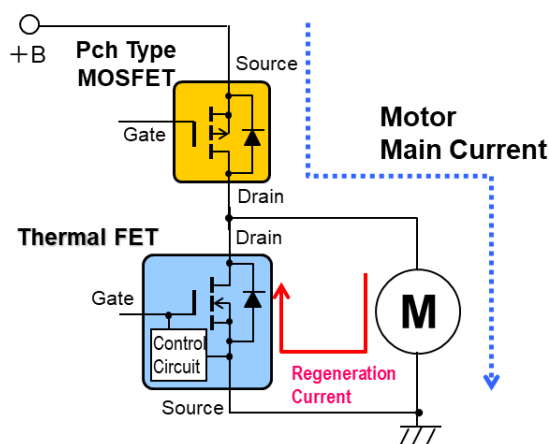 +B
Pch Type
MOSFET
Source
Gate
Drain
Motor
Main Current
Thermal FET
Drain
Gate
Control
Circuit
M
Regeneration
Current
Source